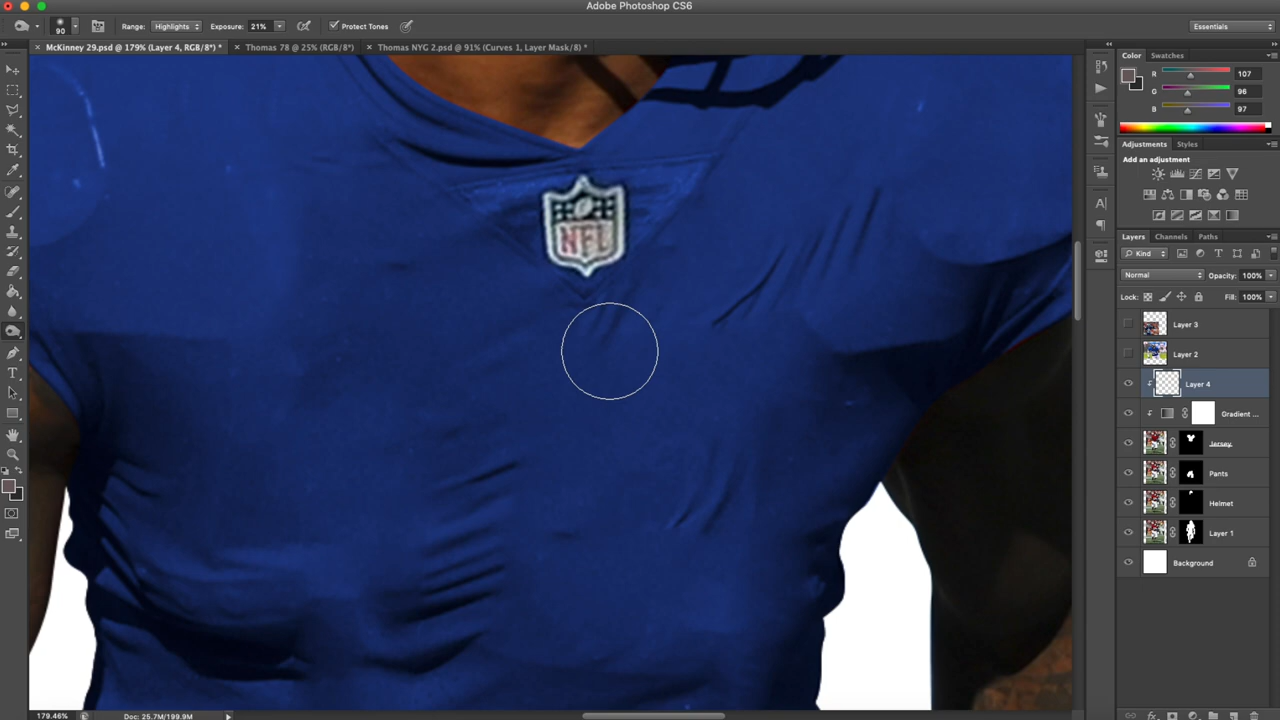 Adobe Photoshop CS6
90
Range: Highlights
Exposure: 21%
Protect Tones
Essentials
McKinney 29.psd @ 179% (Layer 4, RGB/8*) *
Thomas 78 @ 25% (RGB/8*)
Thomas NYC 2.psd @ 91% (Curves 1, Layer Mask/8) *
Color
Swatches
R
107
G
96
B
97
Adjustments
Styles
Add an adjustment
Layers
Channels
Paths
Kind
Normal
Opacity: 100%
Lock:
Fill: 100%
Layer 3
Layer 2
Layer 4
Gradient ...
Jersey
Pants
Helmet
Layer 1
Background
NFL
179.46%
Doc: 25.7M/199.9M